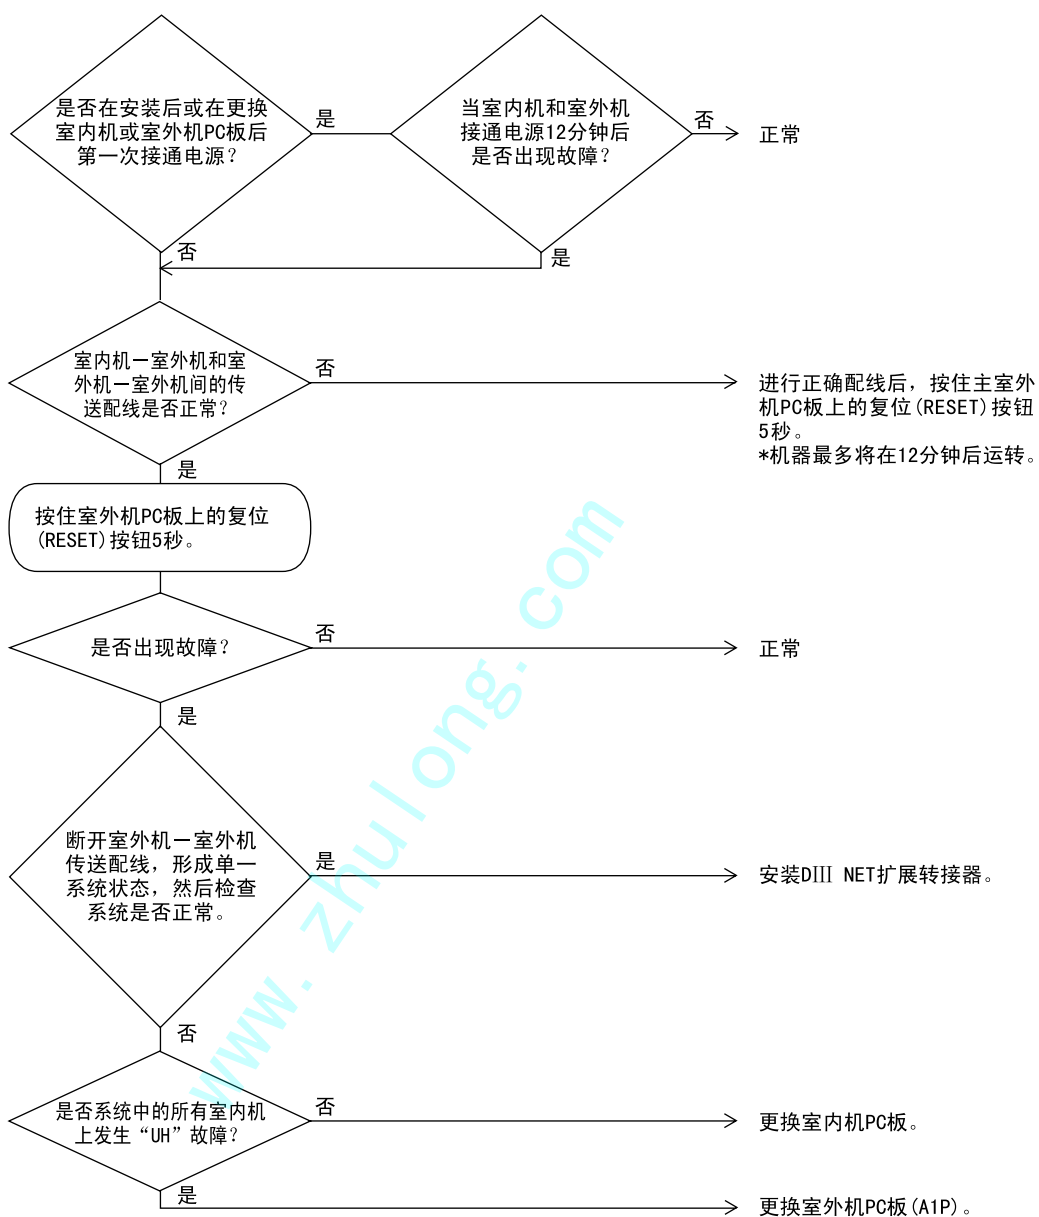 是否在安装后或在更换
室内机或室外机PC板后
第一次接通电源?
是
当室内机和室外机
接通电源12分钟后
是否出现故障?
否
正常
否
是
室内机一室外机和室
外机一室外机间的传
送配线是否正常?
否
进行正确配线后，按住主室外
机PC板上的复位(RESET)按钮
5秒。
*机器最多将在12分钟后运转。
是
按住室外机PC板上的复位
(RESET)按钮5秒。
是否出现故障?
否
正常
是
断开室外机一室外机
传送配线，形成单一
系统状态，然后检查
系统是否正常。
是
安装DIII NET扩展转接器。
否
是否系统中的所有室内机
上发生“UH”故障?
否
更换室内机PC板。
是
更换室外机PC板(A1P)。
www.zhulong.com